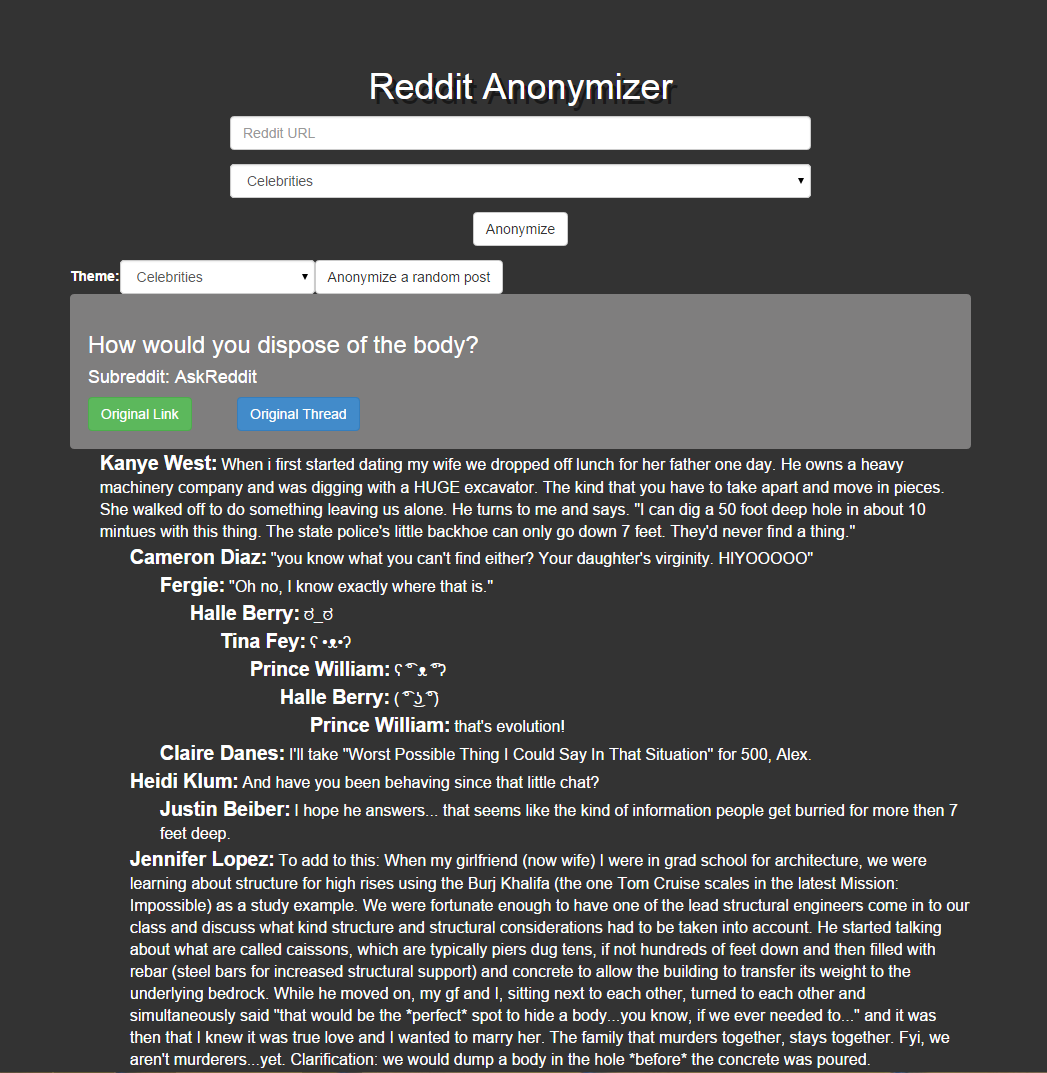 Reddit Anonymizer
Reddit URL
Celebrities
Anonymize
Theme: Celebrities Anonymize a random post
How would you dispose of the body?
Subreddit: AskReddit
Original Link Original Thread
Kanye West: When i first started dating my wife we dropped off lunch for her father one day. He owns a heavy
machinery company and was digging with a HUGE excavator. The kind that you have to take apart and move in pieces.
She walked off to do something leaving us alone. He turns to me and says. "I can dig a 50 foot deep hole in about 10
mintues with this thing. The state police's little backhoe can only go down 7 feet. They'd never find a thing."
Cameron Diaz: "you know what you can't find either? Your daughter's virginity. HIYOOOOO"
Fergie: "Oh no, I know exactly where that is."
Halle Berry: ಠ_ಠ
Tina Fey: ʕ •ᴥ•ʔ
Prince William: ʕ ͡° ᴥ ͡°ʔ
Halle Berry: ( ͡° ͜ʖ ͡°)
Prince William: that's evolution!
Claire Danes: I'll take "Worst Possible Thing I Could Say In That Situation" for 500, Alex.
Heidi Klum: And have you been behaving since that little chat?
Justin Beiber: I hope he answers... that seems like the kind of information people get burried for more then 7
feet deep.
Jennifer Lopez: To add to this: When my girlfriend (now wife) I were in grad school for architecture, we were
learning about structure for high rises using the Burj Khalifa (the one Tom Cruise scales in the latest Mission:
Impossible) as a study example. We were fortunate enough to have one of the lead structural engineers come in to our
class and discuss what kind structure and structural considerations had to be taken into account. He started talking
about what are called caissons, which are typically piers dug tens, if not hundreds of feet down and then filled with
rebar (steel bars for increased structural support) and concrete to allow the building to transfer its weight to the
underlying bedrock. While he moved on, my gf and I, sitting next to each other, turned to each other and
simultaneously said "that would be the *perfect* spot to hide a body...you know, if we ever needed to..." and it was
then that I knew it was true love and I wanted to marry her. The family that murders together, stays together. Fyi, we
aren't murderers...yet. Clarification: we would dump a body in the hole *before* the concrete was poured.